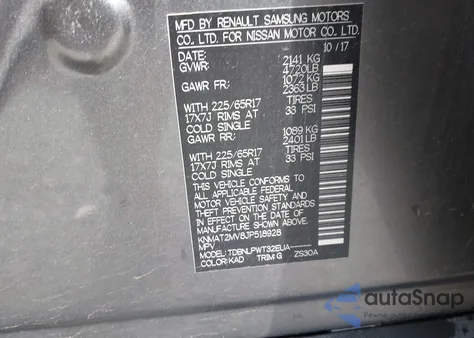 MFD BY RENAULT SAMSUNG MOTORS
CO., LTD. FOR NISSAN MOTOR CO., LTD.
DATE: 10/17
GVWR: 2141 KG
4720LB
GAWR FR: 1072 KG
2363LB
WITH 225/65R17 TIRES
17X7J RIMS AT 33 PSI
COLD SINGLE
GAWR RR: 1089 KG
2401LB
WITH 225/65R17 TIRES
17X7J RIMS AT 33 PSI
COLD SINGLE
THIS VEHICLE CONFORMS TO
ALL APPLICABLE FEDERAL
MOTOR VEHICLE SAFETY AND
THEFT PREVENTION STANDARDS
IN EFFECT ON THE DATE OF
MANUFACTURE SHOWN ABOVE.
KNMAT2MV8JP518928
MPV
MODEL: TDBNLPWT32EUA------
COLOR:KAD TRIM:G ZS30A
autoSnap